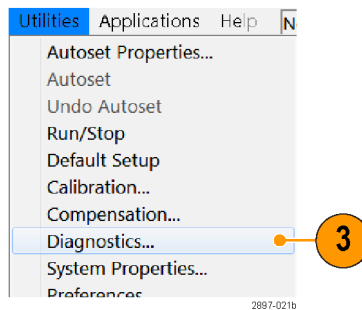 Utilities Applications Help N
Autoset Properties...
Autoset
Undo Autoset
Run/Stop
Default Setup
Calibration...
Compensation...
Diagnostics...
3
System Properties...
Preferences
2897-021b